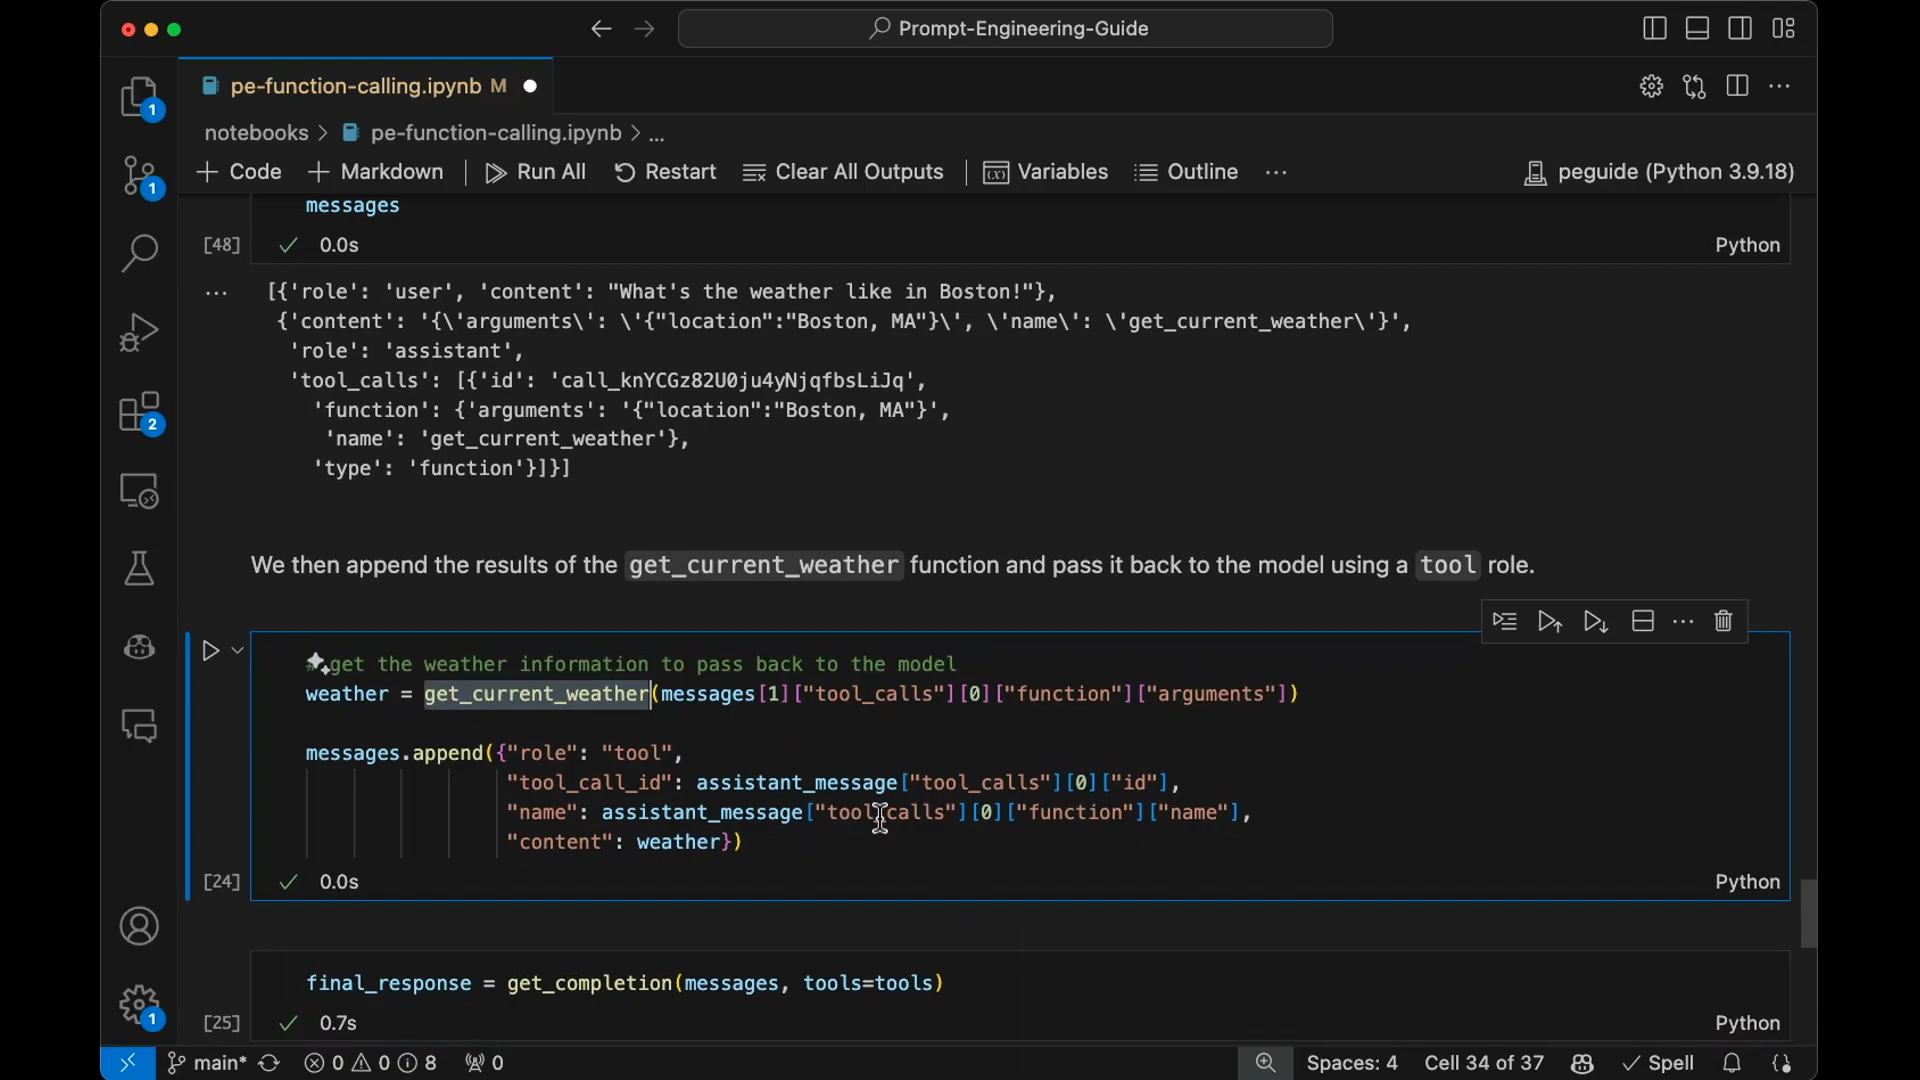 Prompt-Engineering-Guide
pe-function-calling.ipynb M
notebooks > pe-function-calling.ipynb > ...
+ Code + Markdown Run All Restart Clear All Outputs Variables Outline ... peguide (Python 3.9.18)
messages
[48] 0.0s Python
... [{'role': 'user', 'content': "What's the weather like in Boston!"},
{'content': '{\'arguments\': \'{"location":"Boston, MA"}\', \'name\': \'get_current_weather\'}',
'role': 'assistant',
'tool_calls': [{'id': 'call_knYCGz82U0ju4yNjqfbsLiJq',
'function': {'arguments': '{"location":"Boston, MA"}',
'name': 'get_current_weather'},
'type': 'function'}]}]
We then append the results of the get_current_weather function and pass it back to the model using a tool role.
# get the weather information to pass back to the model
weather = get_current_weather(messages[1]["tool_calls"][0]["function"]["arguments"])
messages.append({"role": "tool",
"tool_call_id": assistant_message["tool_calls"][0]["id"],
"name": assistant_message["tool_calls"][0]["function"]["name"],
"content": weather})
[24] 0.0s Python
final_response = get_completion(messages, tools=tools)
[25] 0.7s Python
1
1
2
1
main* 0 0 8 0 Spaces: 4 Cell 34 of 37 Spell